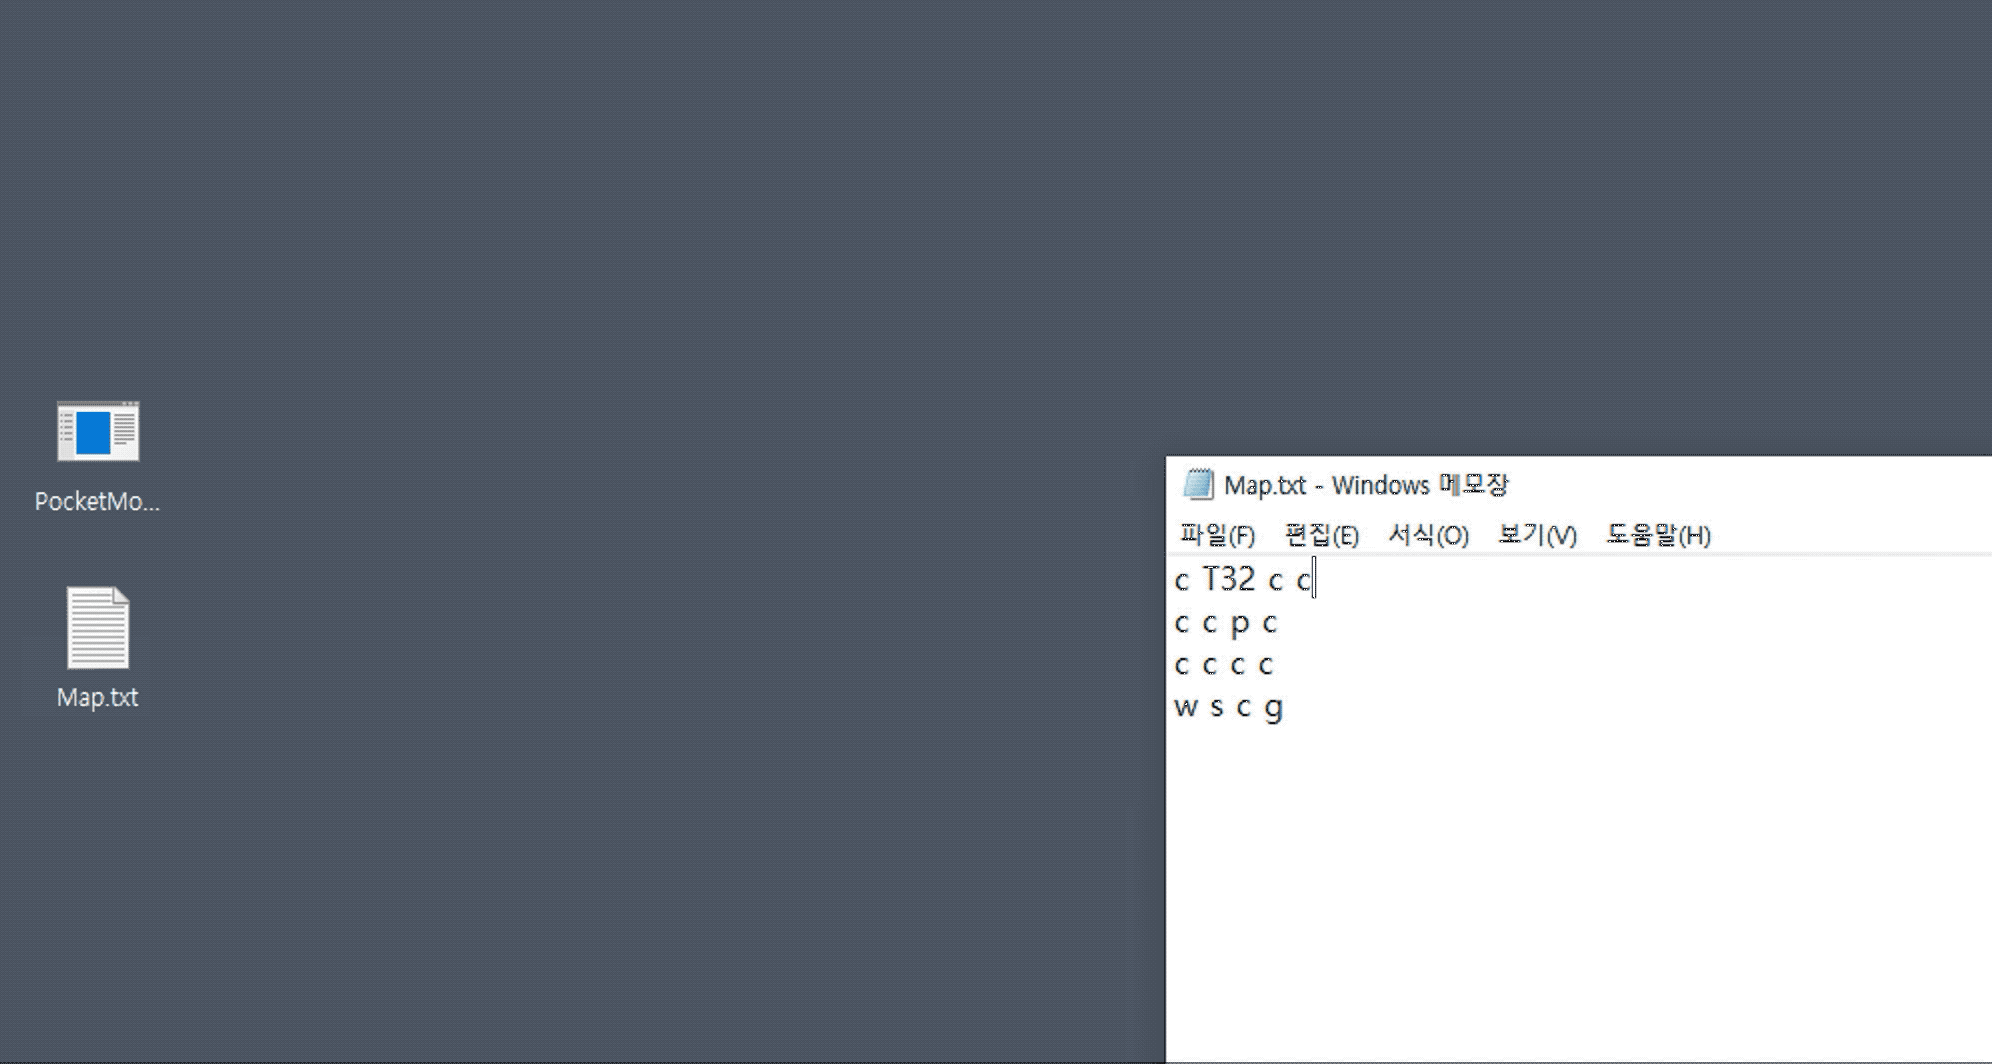 PocketMo...
Map.txt
Map.txt - Windows 메모장
파일(F) 편집(E) 서식(O) 보기(V) 도움말(H)
c T32 c c
c c p c
c c c c
w s c g